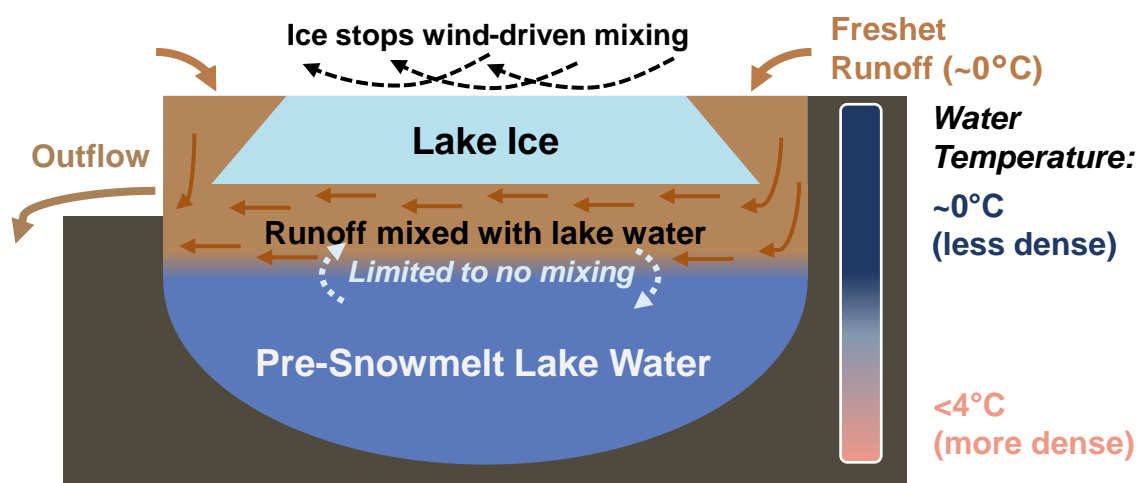 Ice stops wind-driven mixing
Freshet
Runoff (~0°C)
Lake Ice
Outflow
Water
Temperature:
~0°C
(less dense)
Runoff mixed with lake water
Limited to no mixing
Pre-Snowmelt Lake Water
<4°C
(more dense)